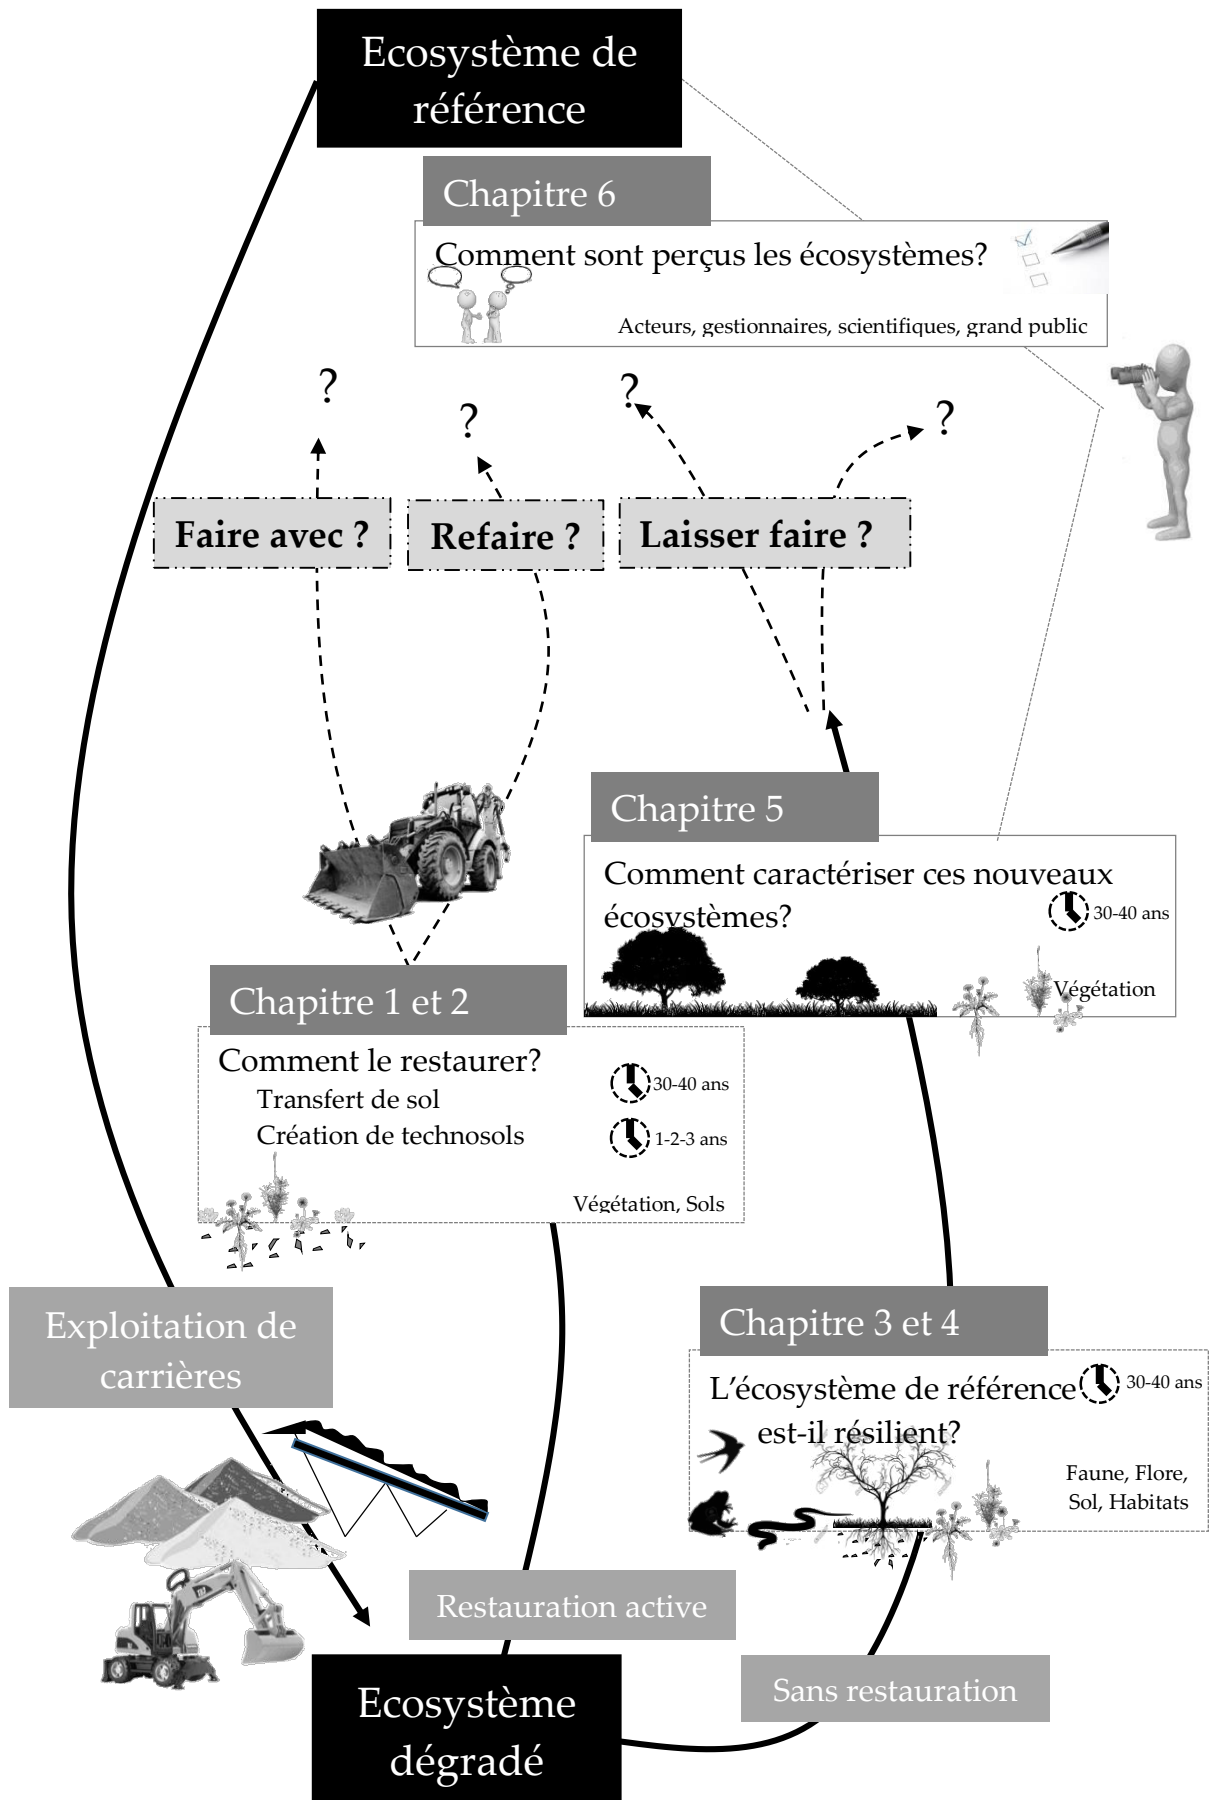 Ecosystème de
référence
Chapitre 6
Comment sont perçus les écosystèmes?
Acteurs, gestionnaires, scientifiques, grand public
?
?
?
?
Faire avec ?
Refaire ?
Laisser faire ?
Chapitre 5
Comment caractériser ces nouveaux
écosystèmes?
30-40 ans
Végétation
Chapitre 1 et 2
Comment le restaurer?
Transfert de sol
Création de technosols
30-40 ans
1-2-3 ans
Végétation, Sols
Exploitation de
carrières
Chapitre 3 et 4
L'écosystème de référence
est-il résilient?
30-40 ans
Faune, Flore,
Sol, Habitats
Restauration active
Sans restauration
Ecosystème
dégradé